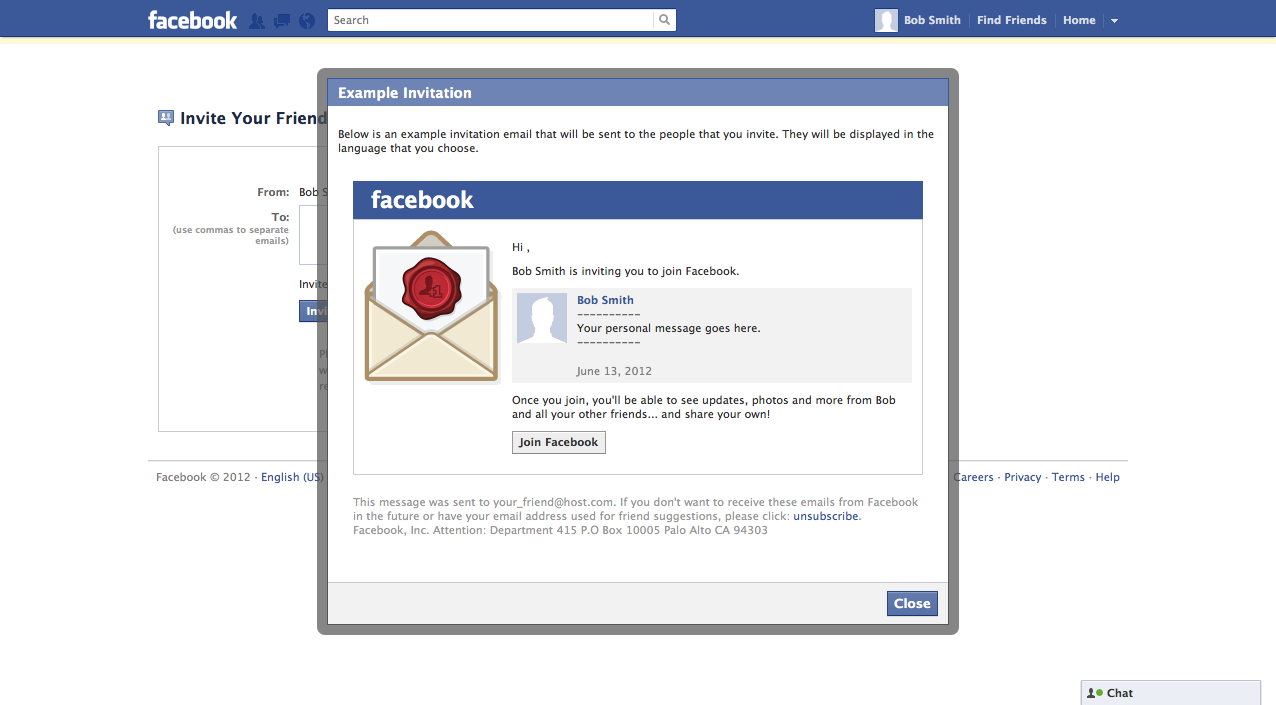 facebook
Search
Bob Smith
Find Friends
Home
Example Invitation
Below is an example invitation email that will be sent to the people that you invite. They will be displayed in the
language that you choose.
Invite Your Friend
From:
Bob S
To:
(use commas to separate
emails)
Invite
Inv
facebook
Hi ,
Bob Smith is inviting you to join Facebook.
Bob Smith
----------
Your personal message goes here.
----------
June 13, 2012
Once you join, you'll be able to see updates, photos and more from Bob
and all your other friends... and share your own!
Join Facebook
Facebook © 2012 · English (US)
Careers · Privacy · Terms · Help
This message was sent to your_friend@host.com. If you don't want to receive these emails from Facebook
in the future or have your email address used for friend suggestions, please click: unsubscribe.
Facebook, Inc. Attention: Department 415 P.O Box 10005 Palo Alto CA 94303
Close
Chat